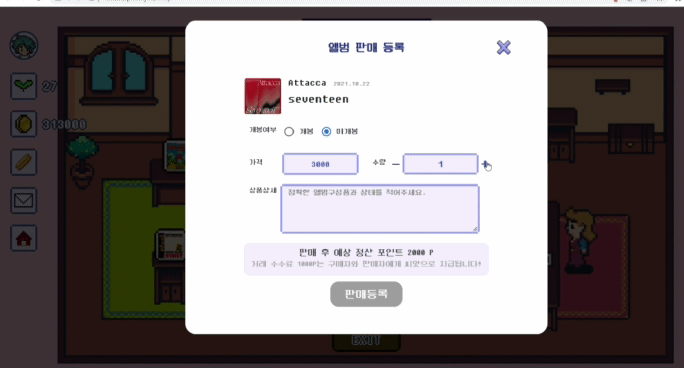 앨범 판매 등록
Attacca 2021.10.22
seventeen
개봉여부 개봉 미개봉
가격 3000 수량 - 1 +
상품상세 정확한 앨범구성품과 상태를 적어주세요.
판매 후 예상 정산 포인트 2000 P
거래 수수료 1000P는 구매자와 판매자에게 씨앗으로 지급됩니다!
판매등록
27
313000
EXIT